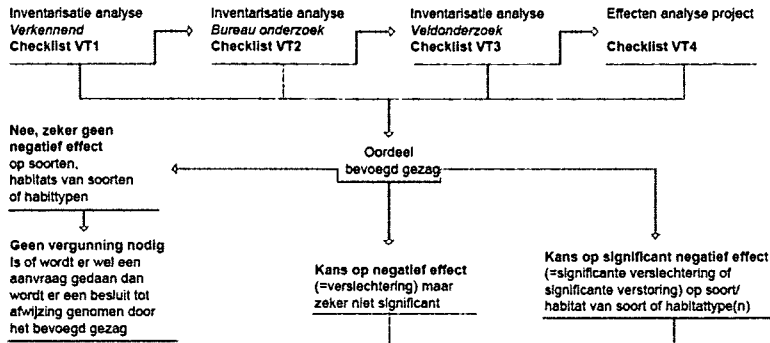 Inventarisatie analyse
Verkennend
Checklist VT1
Inventarisatie analyse
Bureau onderzoek
Checklist VT2
Inventarisatie analyse
Veldonderzoek
Checklist VT3
Effecten analyse project
Checklist VT4
Oordeel
bevoegd gezag
Nee, zeker geen
negatief effect
op soorten,
habitats van soorten
of habittypen
Geen vergunning nodig
Is of wordt er wel een
aanvraag gedaan dan
wordt er een besluit tot
afwijzing genomen door
het bevoegd gezag
Kans op negatief effect
(=verslechtering) maar
zeker niet significant
Kans op significant negatief effect
(=significante verslechtering of
significante verstoring) op soort/
habitat van soort of habitattype(n)